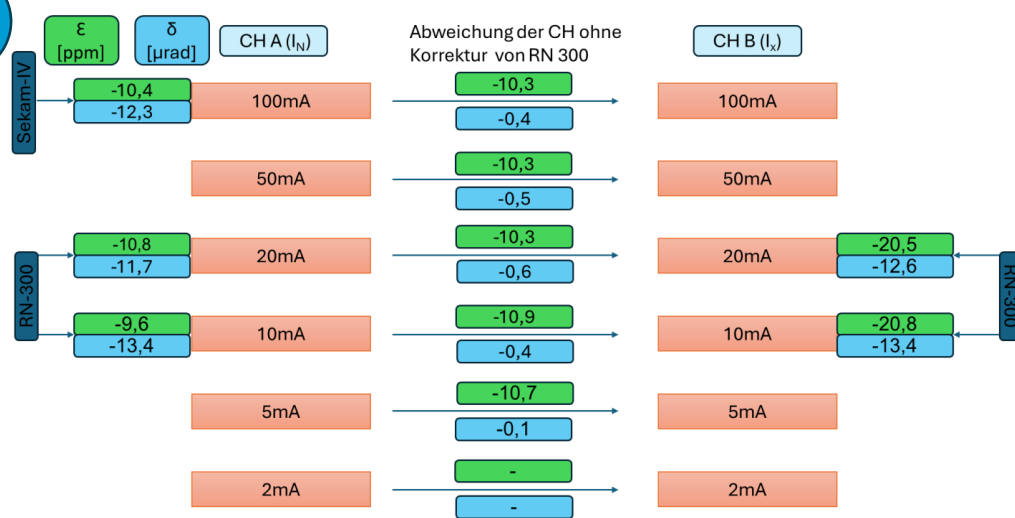 ε
[ppm]
δ
[µrad]
CH A (I_N)
Abweichung der CH ohne
Korrektur von RN 300
CH B (I_x)
Sekam-IV
-10,4
-12,3
100mA
-10,3
-0,4
100mA
50mA
-10,3
-0,5
50mA
RN-300
-10,8
-11,7
20mA
-10,3
-0,6
20mA
-20,5
-12,6
RN-300
-9,6
-13,4
10mA
-10,9
-0,4
10mA
-20,8
-13,4
5mA
-10,7
-0,1
5mA
2mA
-
-
2mA